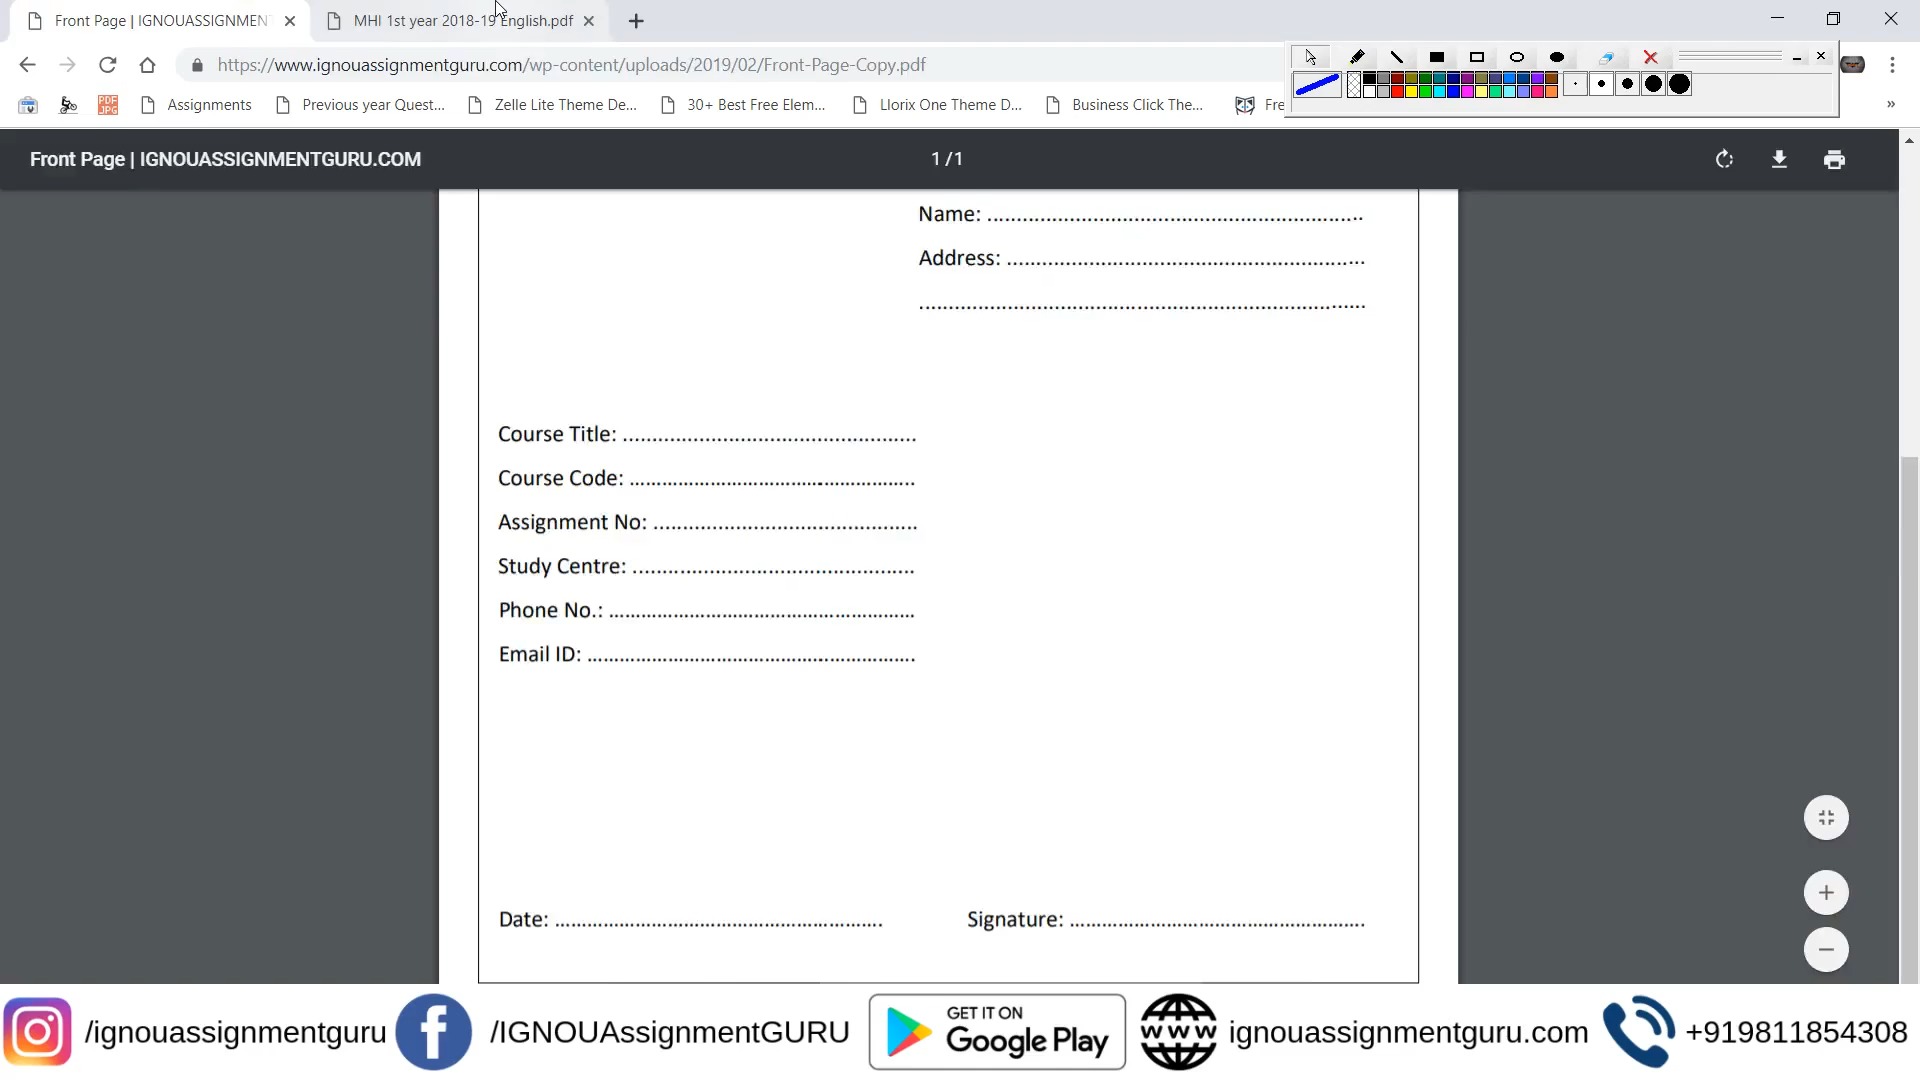 Front Page | IGNOUASSIGNMENT
MHI 1st year 2018-19 English.pdf
https://www.ignouassignmentguru.com/wp-content/uploads/2019/02/Front-Page-Copy.pdf
PDF JPG
Assignments
Previous year Quest...
Zelle Lite Theme De...
30+ Best Free Elem...
Llorix One Theme D...
Business Click The...
Fre
Front Page | IGNOUASSIGNMENTGURU.COM
1 / 1
Name: ................................................................
Address: .............................................................
...........................................................................
Course Title: ..................................................
Course Code: ................................................
Assignment No: .............................................
Study Centre: ................................................
Phone No.: ....................................................
Email ID: ........................................................
Date: ........................................................
Signature: ..................................................
/ignouassignmentguru
/IGNOUAssignmentGURU
GET IT ON
Google Play
www
ignouassignmentguru.com
+919811854308